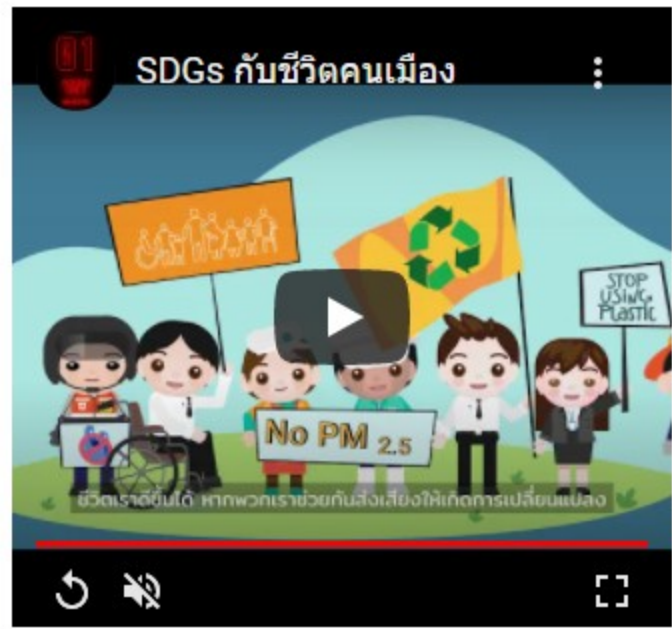 SDGs กับชีวิตคนเมือง
STOP
USING
PLASTIC
No PM 2.5
ชีวิตเราดีขึ้นได้ หากพวกเราช่วยกันส่งเสียงให้เกิดการเปลี่ยนแปลง